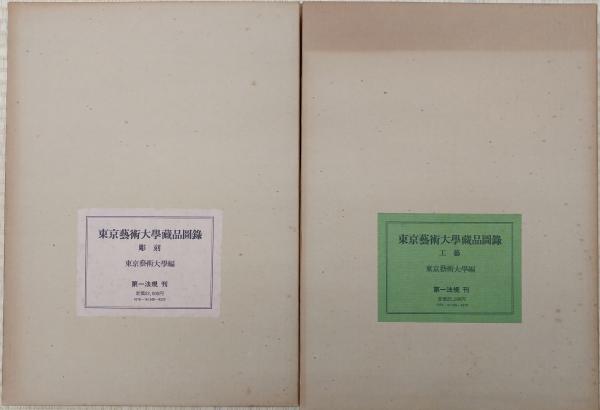 東京藝術大學藏品圖錄
彫刻
東京藝術大學編
第一法規 刊
東京藝術大學藏品圖錄
工藝
東京藝術大學編
第一法規 刊